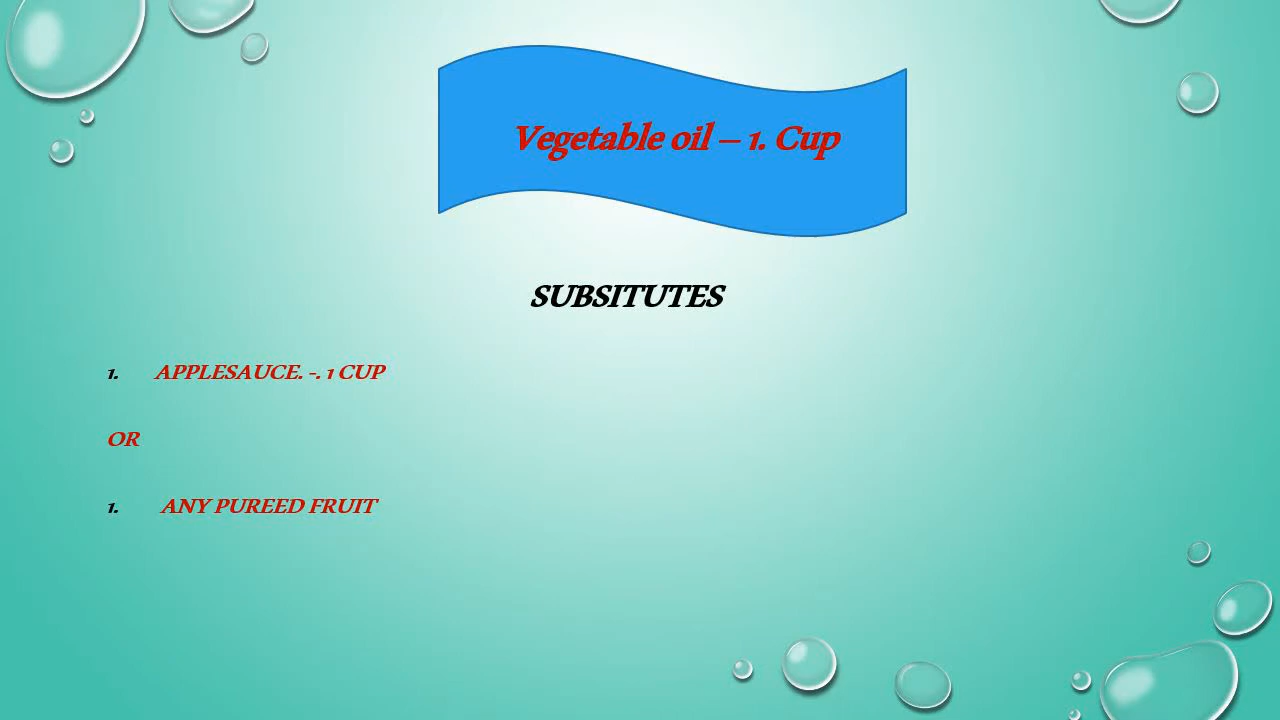 Vegetable oil – 1. Cup
SUBSITUTES
1. APPLESAUCE. -. 1 CUP
OR
1. ANY PUREED FRUIT